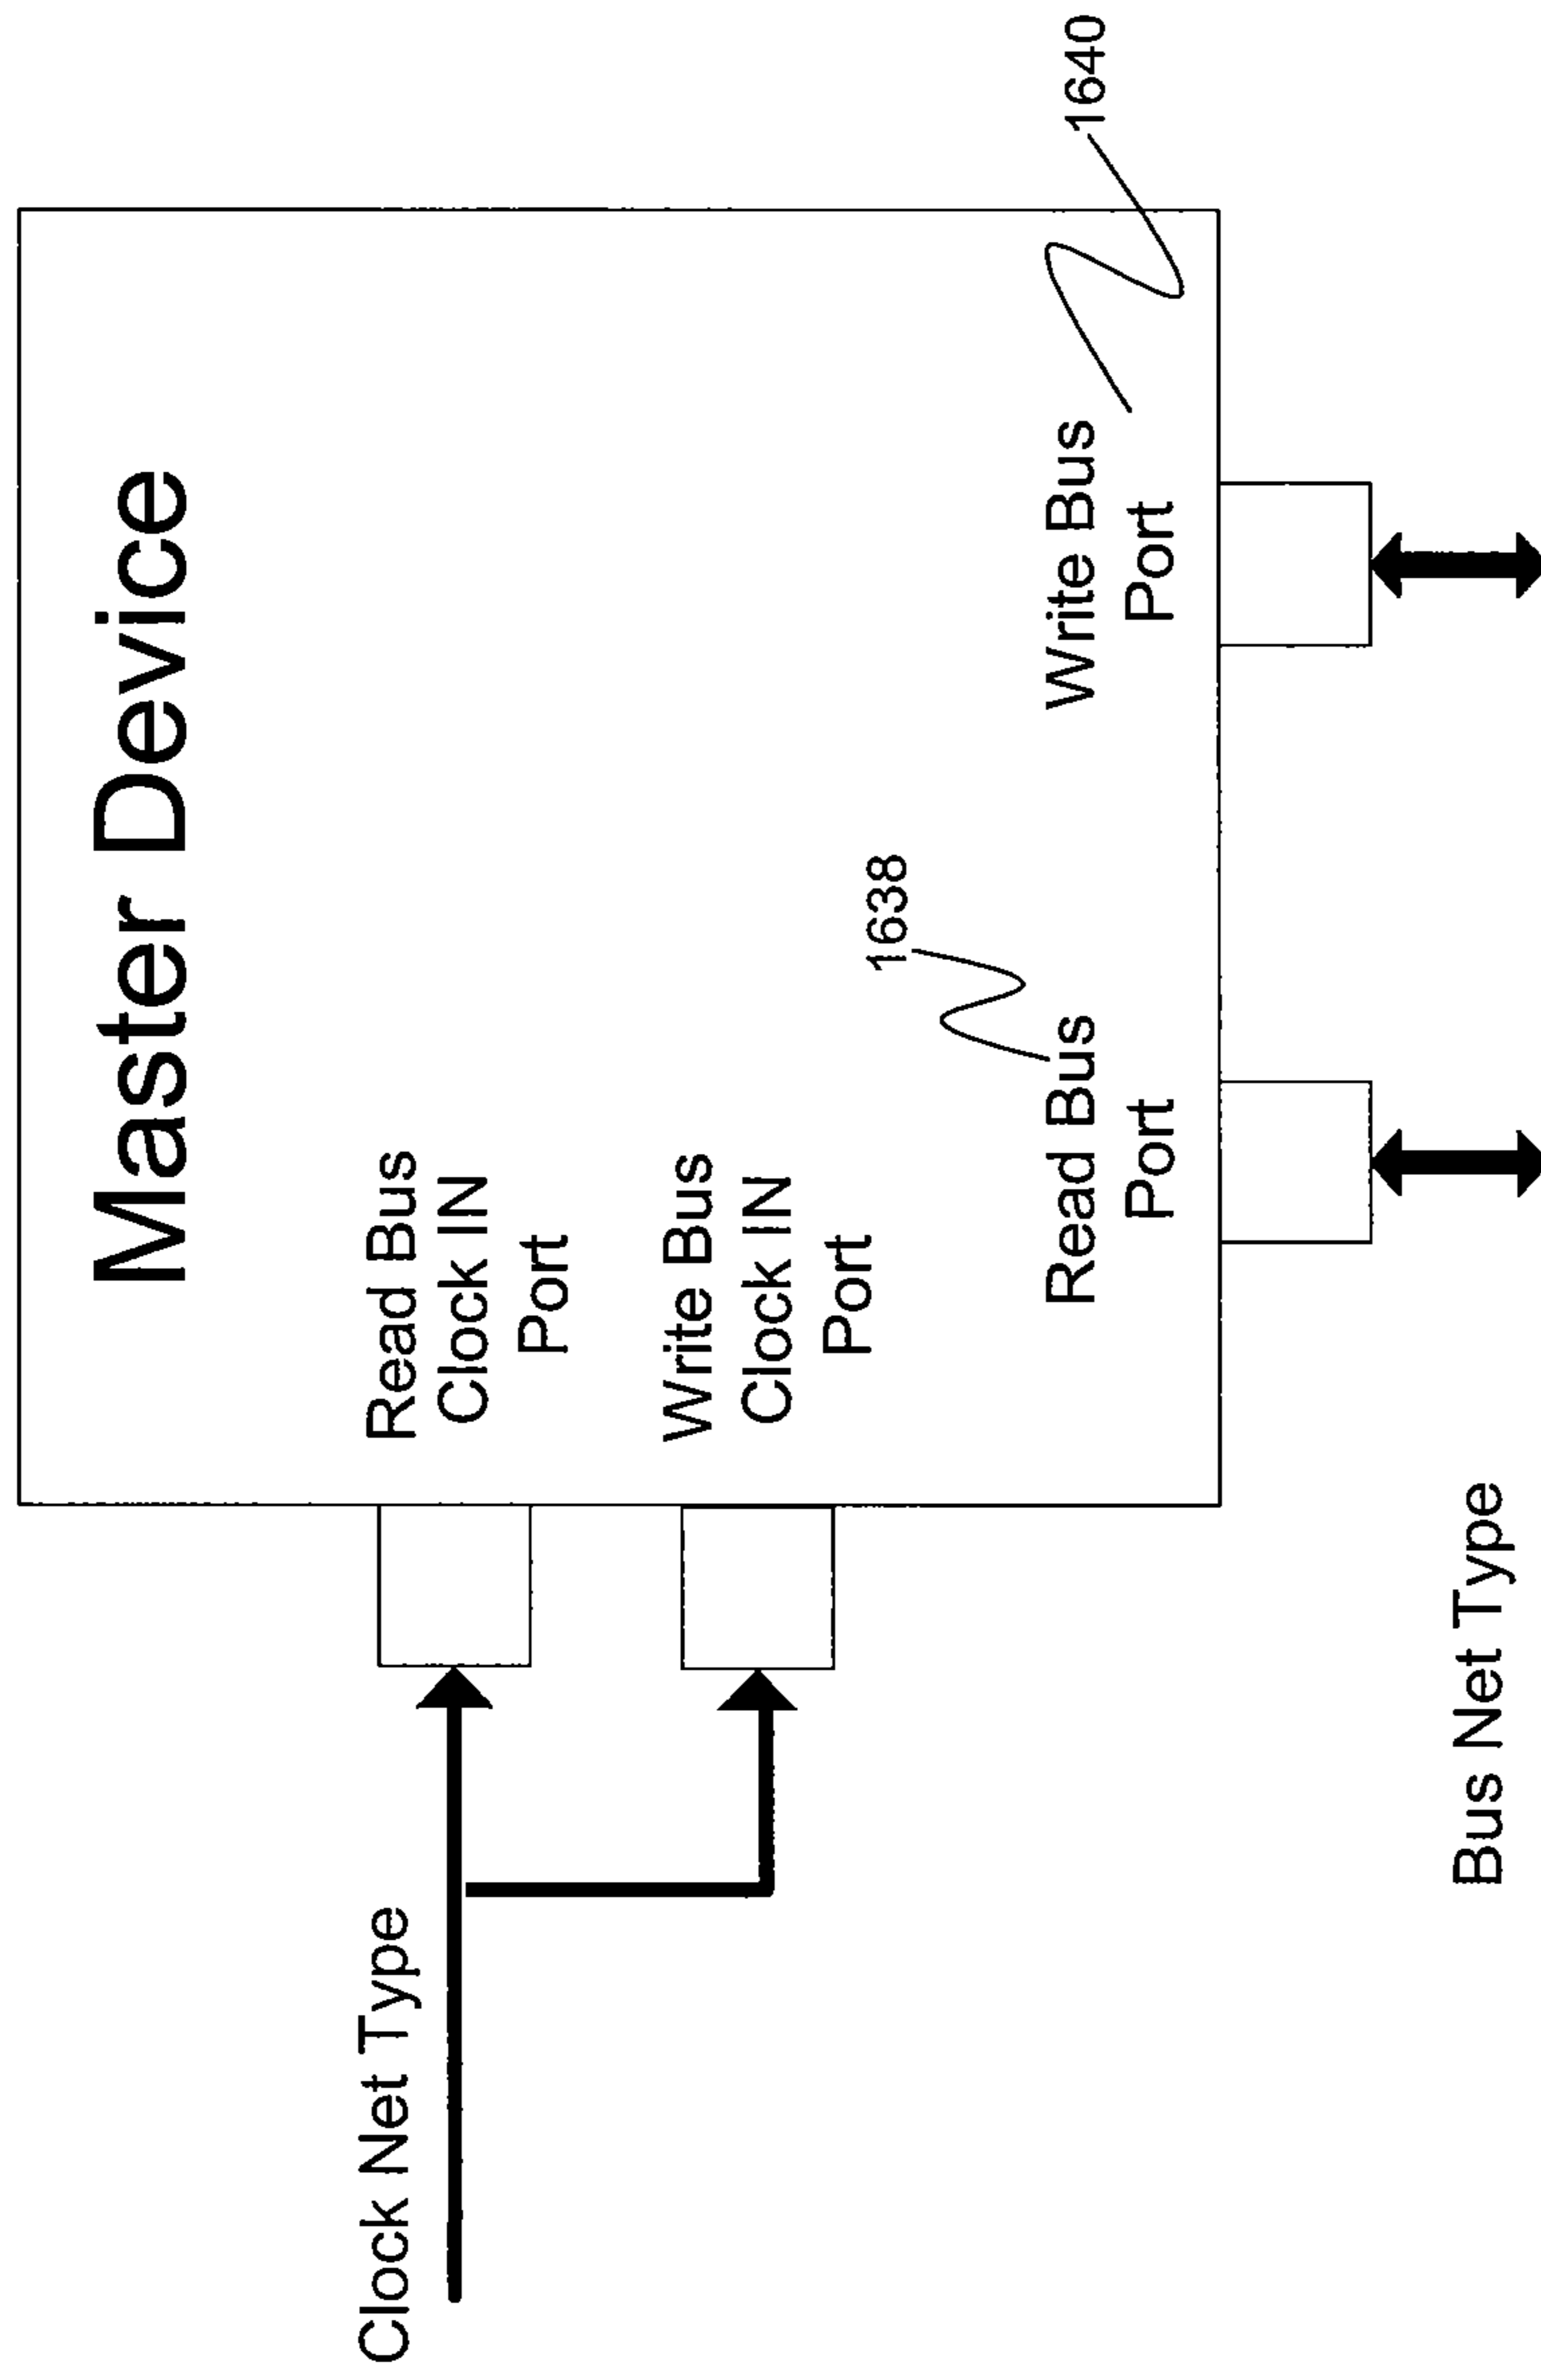 Master Device
Clock Net Type
Read Bus
Clock IN
Port
Write Bus
Clock IN
Port
1638
Read Bus
Port
1640
Write Bus
Port
Bus Net Type